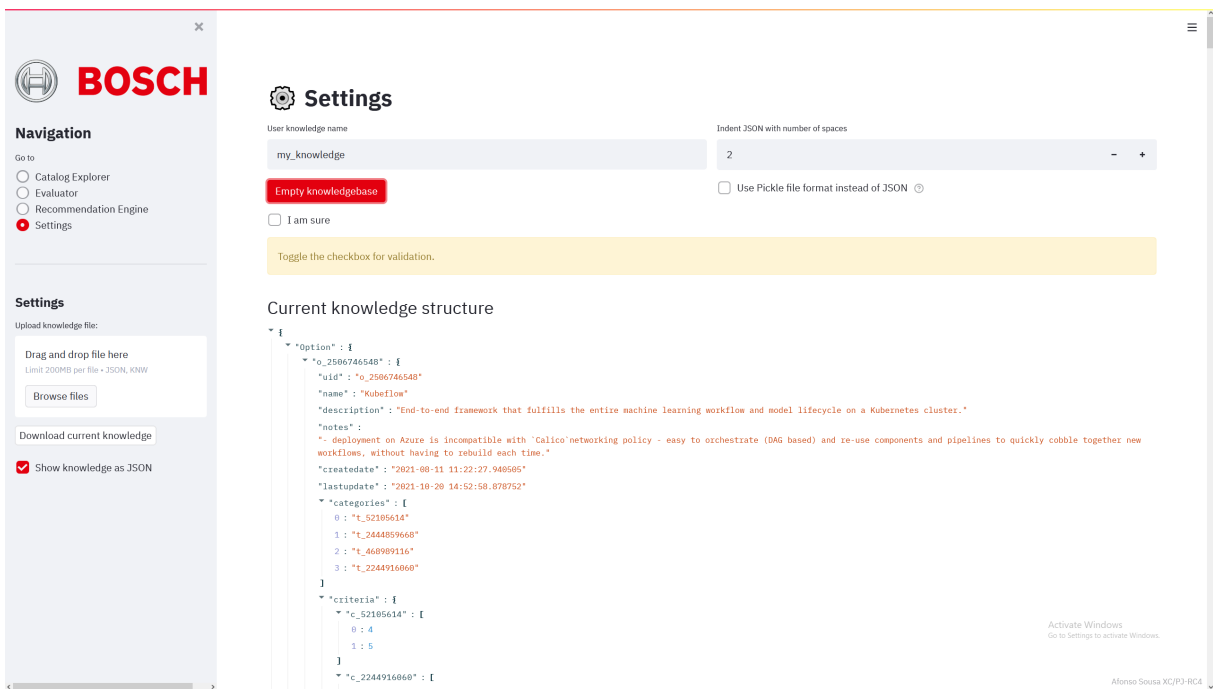 BOSCH
Navigation
Go to
Catalog Explorer
Evaluator
Recommendation Engine
Settings
Settings
Upload knowledge file:
Drag and drop file here
Limit 200MB per file • JSON, KNW
Browse files
Download current knowledge
Show knowledge as JSON
Settings
User knowledge name
my_knowledge
Indent JSON with number of spaces
2
- +
Empty knowledgebase
Use Pickle file format instead of JSON
I am sure
Toggle the checkbox for validation.
Current knowledge structure
{
"Option" : {
"o_2506746548" : {
"uid" : "o_2506746548"
"name" : "Kubeflow"
"description" : "End-to-end framework that fulfills the entire machine learning workflow and model lifecycle on a Kubernetes cluster."
"notes" :
"- deployment on Azure is incompatible with `Calico`networking policy - easy to orchestrate (DAG based) and re-use components and pipelines to quickly cobble together new
workflows, without having to rebuild each time."
"createdate" : "2021-08-11 11:22:27.940505"
"lastupdate" : "2021-10-20 14:52:58.878752"
"categories" : [
0 : "t_52105614"
1 : "t_2444859668"
2 : "t_468989116"
3 : "t_2244916060"
]
"criteria" : {
"c_52105614" : [
0 : 4
1 : 5
]
"c_2244916060" : [
Activate Windows
Go to Settings to activate Windows.
Afonso Sousa XC/PJ-RC4